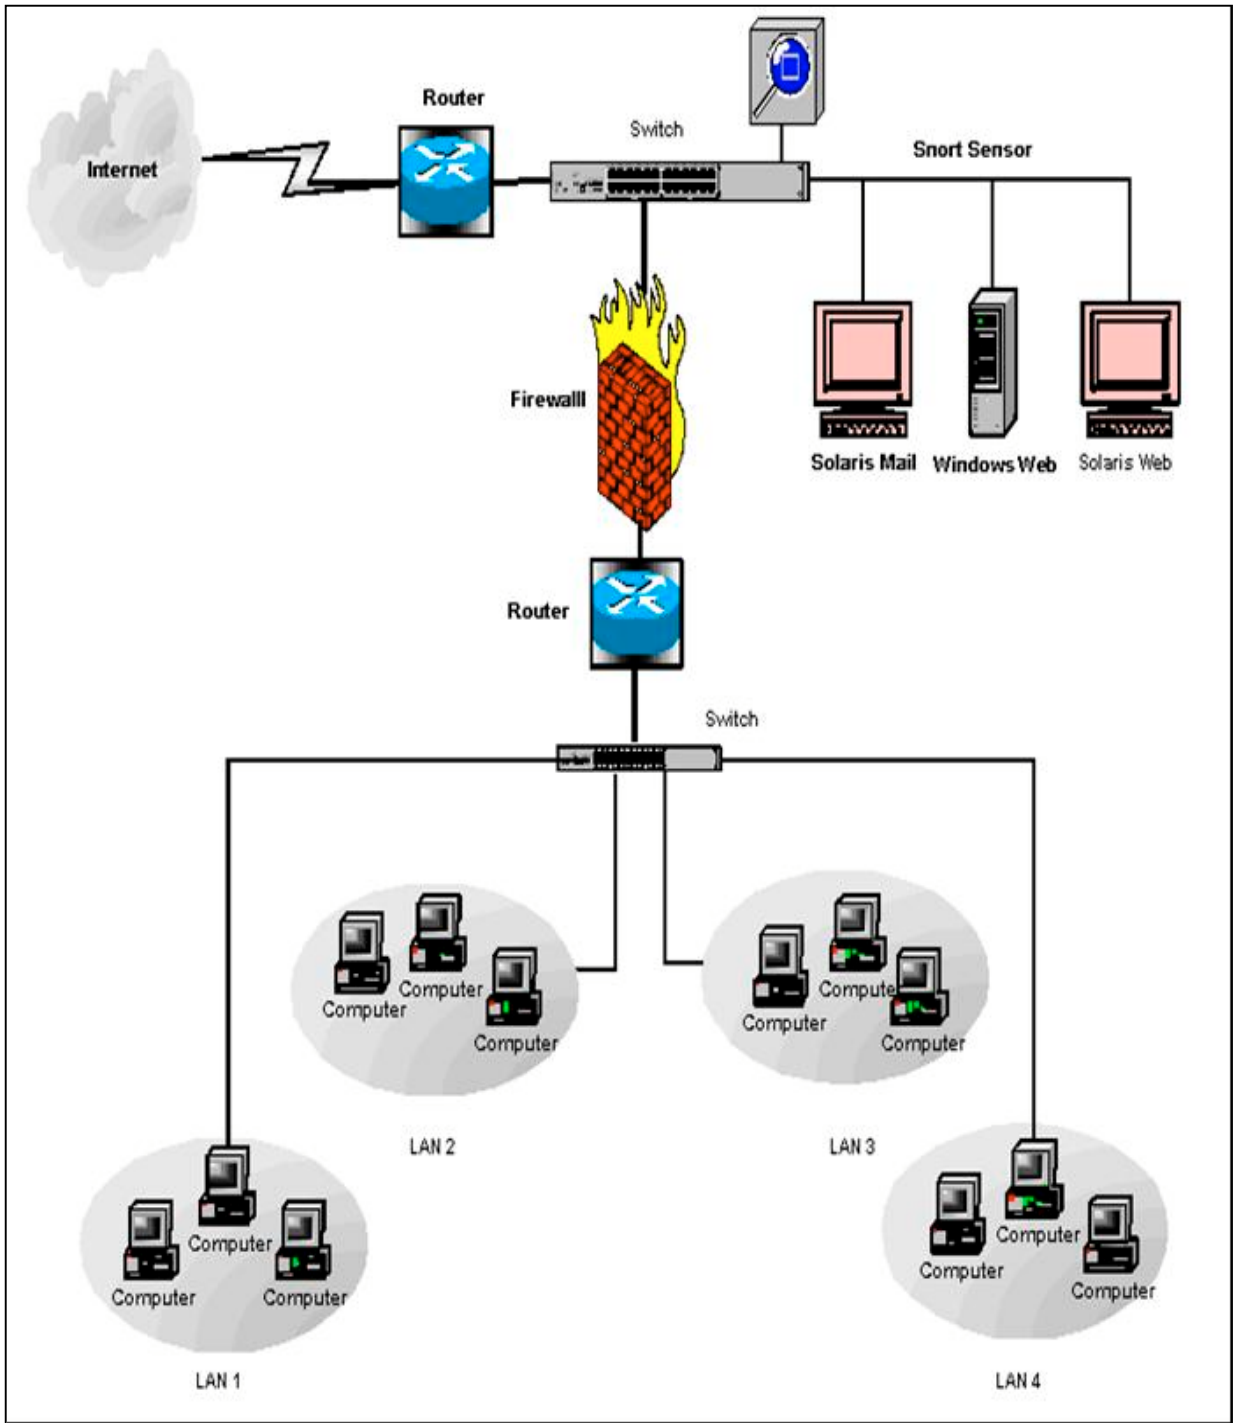 Router
Switch
Snort Sensor
Internet
Firewalll
Solaris Mail
Windows Web
Solaris Web
Router
Switch
Computer
Computer
Computer
LAN 2
Computer
Compute
Computer
LAN 3
Computer
Computer
Computer
LAN 1
Computer
Computer
Computer
LAN 4